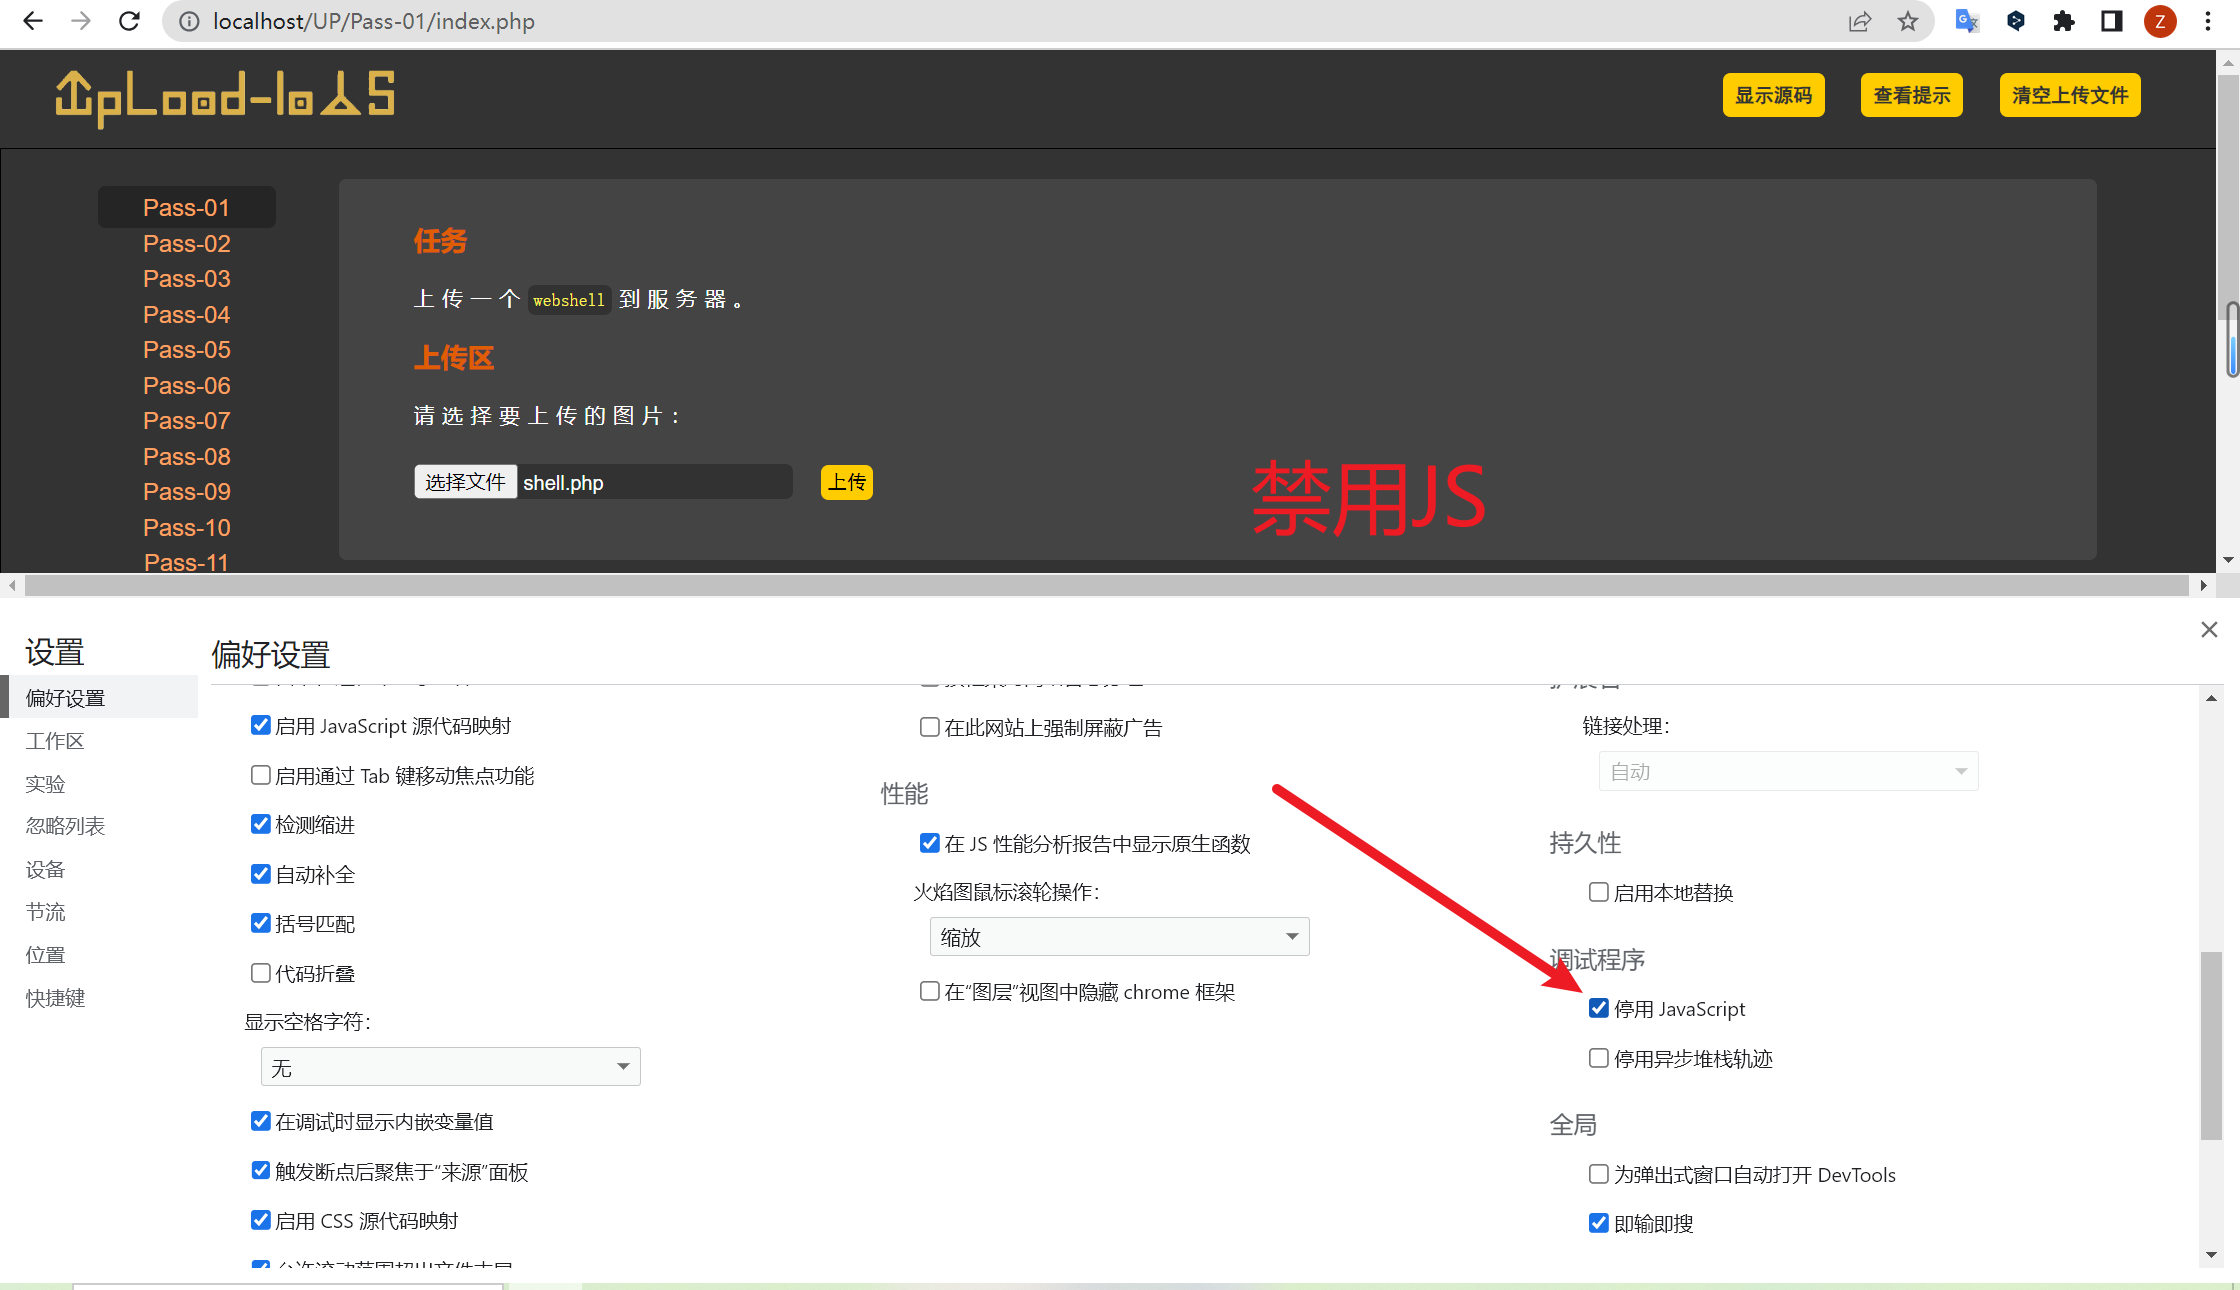 localhost/UP/Pass-01/index.php
Z
UpLoad-labs
显示源码
查看提示
清空上传文件
Pass-01
Pass-02
Pass-03
Pass-04
Pass-05
Pass-06
Pass-07
Pass-08
Pass-09
Pass-10
Pass-11
任务
上传一个 webshell 到服务器。
上传区
请选择要上传的图片：
选择文件 shell.php
上传
禁用JS
设置
偏好设置
工作区
实验
忽略列表
设备
节流
位置
快捷键
偏好设置
启用 JavaScript 源代码映射
启用通过 Tab 键移动焦点功能
检测缩进
自动补全
括号匹配
代码折叠
显示空格字符：
无
在调试时显示内嵌变量值
触发断点后聚焦于“来源”面板
启用 CSS 源代码映射
在此网站上强制屏蔽广告
性能
在 JS 性能分析报告中显示原生函数
火焰图鼠标滚轮操作：
缩放
在“图层”视图中隐藏 chrome 框架
链接处理：
自动
持久性
启用本地替换
调试程序
停用 JavaScript
停用异步堆栈轨迹
全局
为弹出式窗口自动打开 DevTools
即输即搜